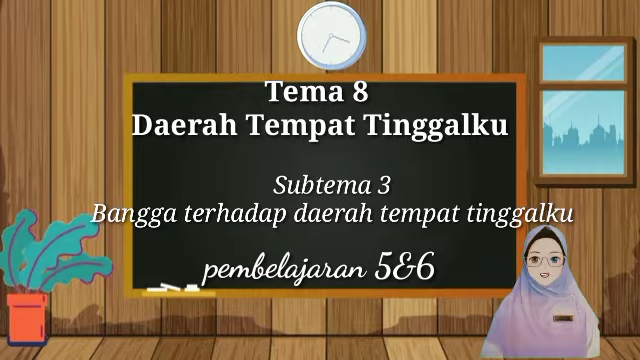 Tema 8
Daerah Tempat Tinggalku
Subtema 3
Bangga terhadap daerah tempat tinggalku
pembelajaran 5&6